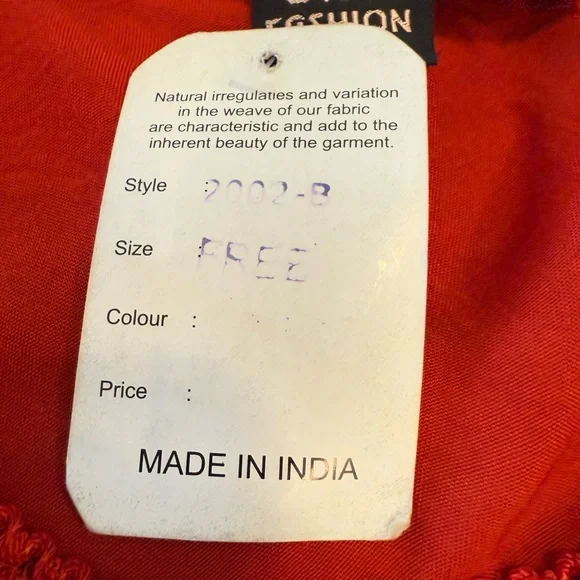 FASHION
Natural irregulaties and variation
in the weave of our fabric
are characteristic and add to the
inherent beauty of the garment.
Style : 2002-B
Size : FREE
Colour :
Price :
MADE IN INDIA